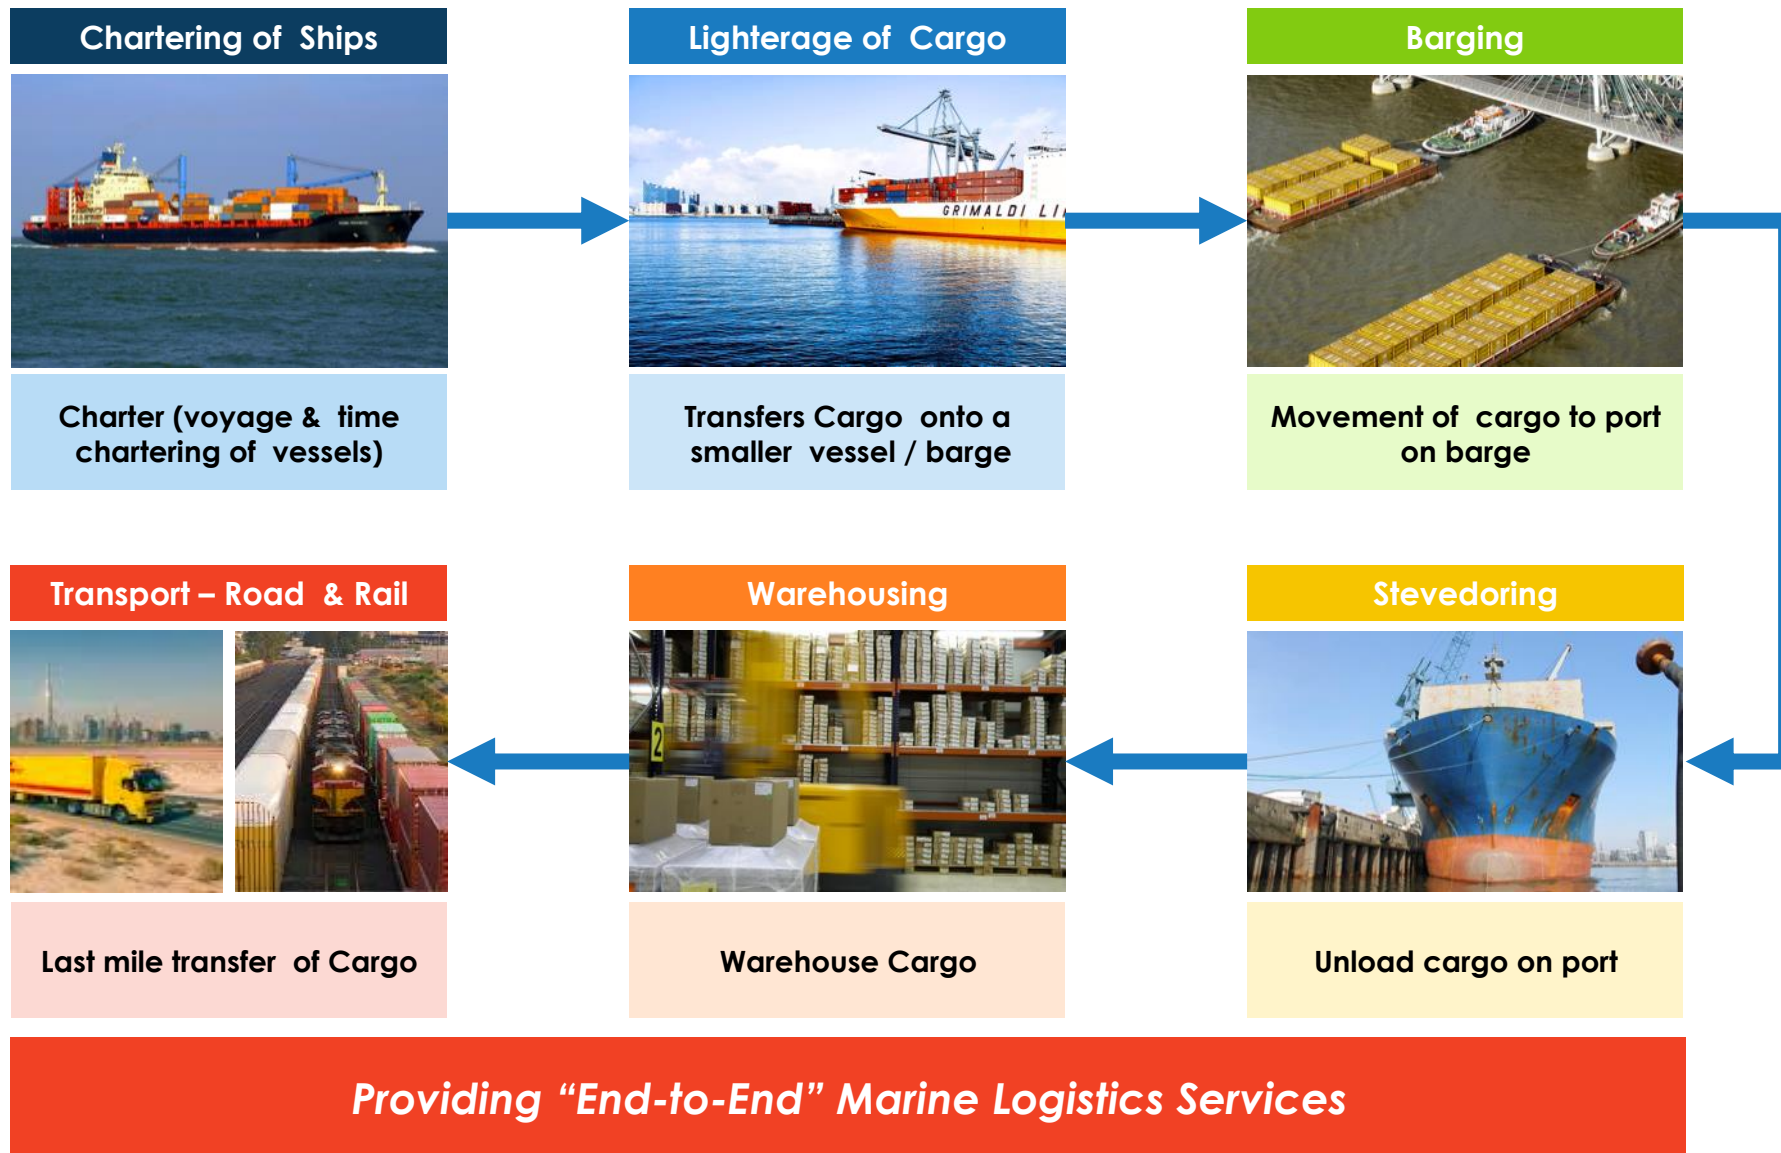 Chartering of Ships
Lighterage of Cargo
Barging
GRIMALDI LI
Charter (voyage & time
chartering of vessels)
Transfers Cargo onto a
smaller vessel / barge
Movement of cargo to port
on barge
Transport – Road & Rail
Warehousing
Stevedoring
2
Last mile transfer of Cargo
Warehouse Cargo
Unload cargo on port
Providing “End-to-End” Marine Logistics Services